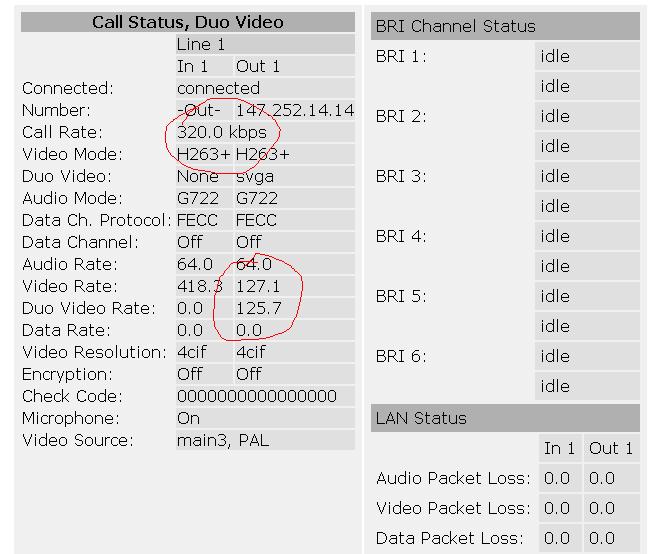 Call Status, Duo Video
Line 1
In 1 Out 1
Connected: connected
Number: -Out- 147.252.14.14
Call Rate: 320.0 kbps
Video Mode: H263+ H263+
Duo Video: None svga
Audio Mode: G722 G722
Data Ch. Protocol: FECC FECC
Data Channel: Off Off
Audio Rate: 64.0 64.0
Video Rate: 418.3 127.1
Duo Video Rate: 0.0 125.7
Data Rate: 0.0 0.0
Video Resolution: 4cif 4cif
Encryption: Off Off
Check Code: 0000000000000000
Microphone: On
Video Source: main3, PAL
BRI Channel Status
BRI 1: idle
idle
BRI 2: idle
idle
BRI 3: idle
idle
BRI 4: idle
idle
BRI 5: idle
idle
BRI 6: idle
idle
LAN Status
In 1 Out 1
Audio Packet Loss: 0.0 0.0
Video Packet Loss: 0.0 0.0
Data Packet Loss: 0.0 0.0